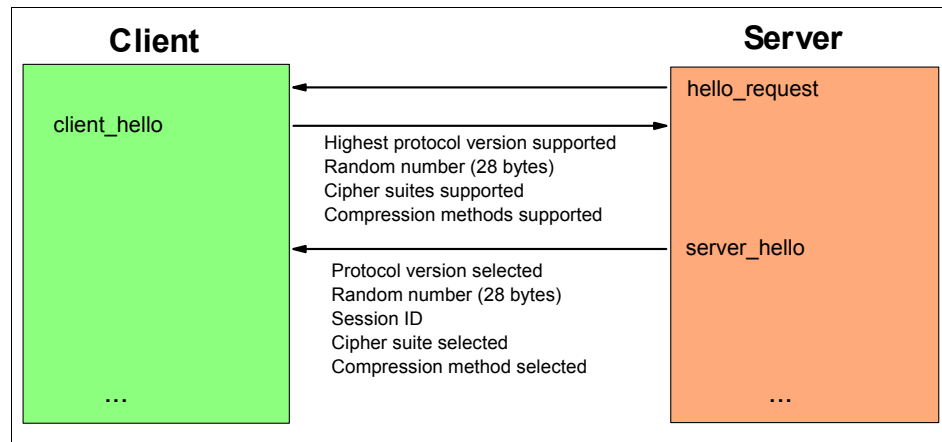 Client
Server
hello_request
client_hello
Highest protocol version supported
Random number (28 bytes)
Cipher suites supported
Compression methods supported
server_hello
Protocol version selected
Random number (28 bytes)
Session ID
Cipher suite selected
Compression method selected
...
...